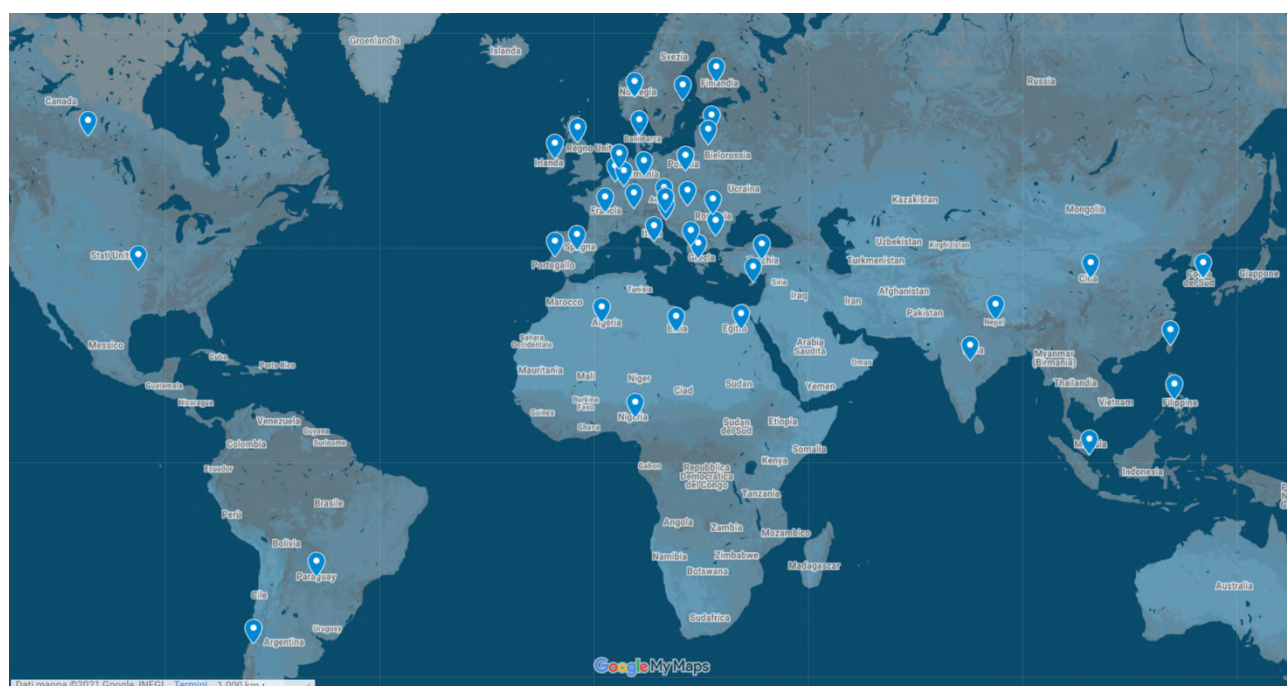 Groenlandia
Islanda
Svezia
Finlandia
Norvegia
Russia
Canada
Danimarca
Regno Unito
Irlanda
Bielorussia
Polonia
Germania
Ucraina
Francia
Kazakistan
Mongolia
Romania
Stati Uniti
Spagna
Portogallo
Grecia
Turchia
Uzbekistan
Kirghizistan
Turkmenistan
Cina
Corea
del Sud
Giappone
Tunisia
Siria
Iraq
Iran
Afghanistan
Pakistan
Marocco
Algeria
Libia
Egitto
Nepal
Messico
Cuba
Porto Rico
Sahara
Occidentale
Arabia
Saudita
Oman
India
Myanmar
(Birmania)
Mauritania
Mali
Niger
Ciad
Sudan
Yemen
Thailandia
Vietnam
Filippine
Guatemala
Nicaragua
Burkina
Faso
Guinea
Ghana
Nigeria
Etiopia
Sudan
del Sud
Venezuela
Guyana
Suriname
Colombia
Somalia
Malesia
Ecuador
Gabon
Repubblica
Democratica
del Congo
Kenya
Indonesia
Tanzania
Brasile
Perù
Angola
Zambia
Mozambico
Bolivia
Namibia
Zimbabwe
Madagascar
Botswana
Paraguay
Cile
Australia
Sudafrica
Uruguay
Argentina
Google My Maps
Dati mappa ©2021 Google, INEGI Termini 1.000 km